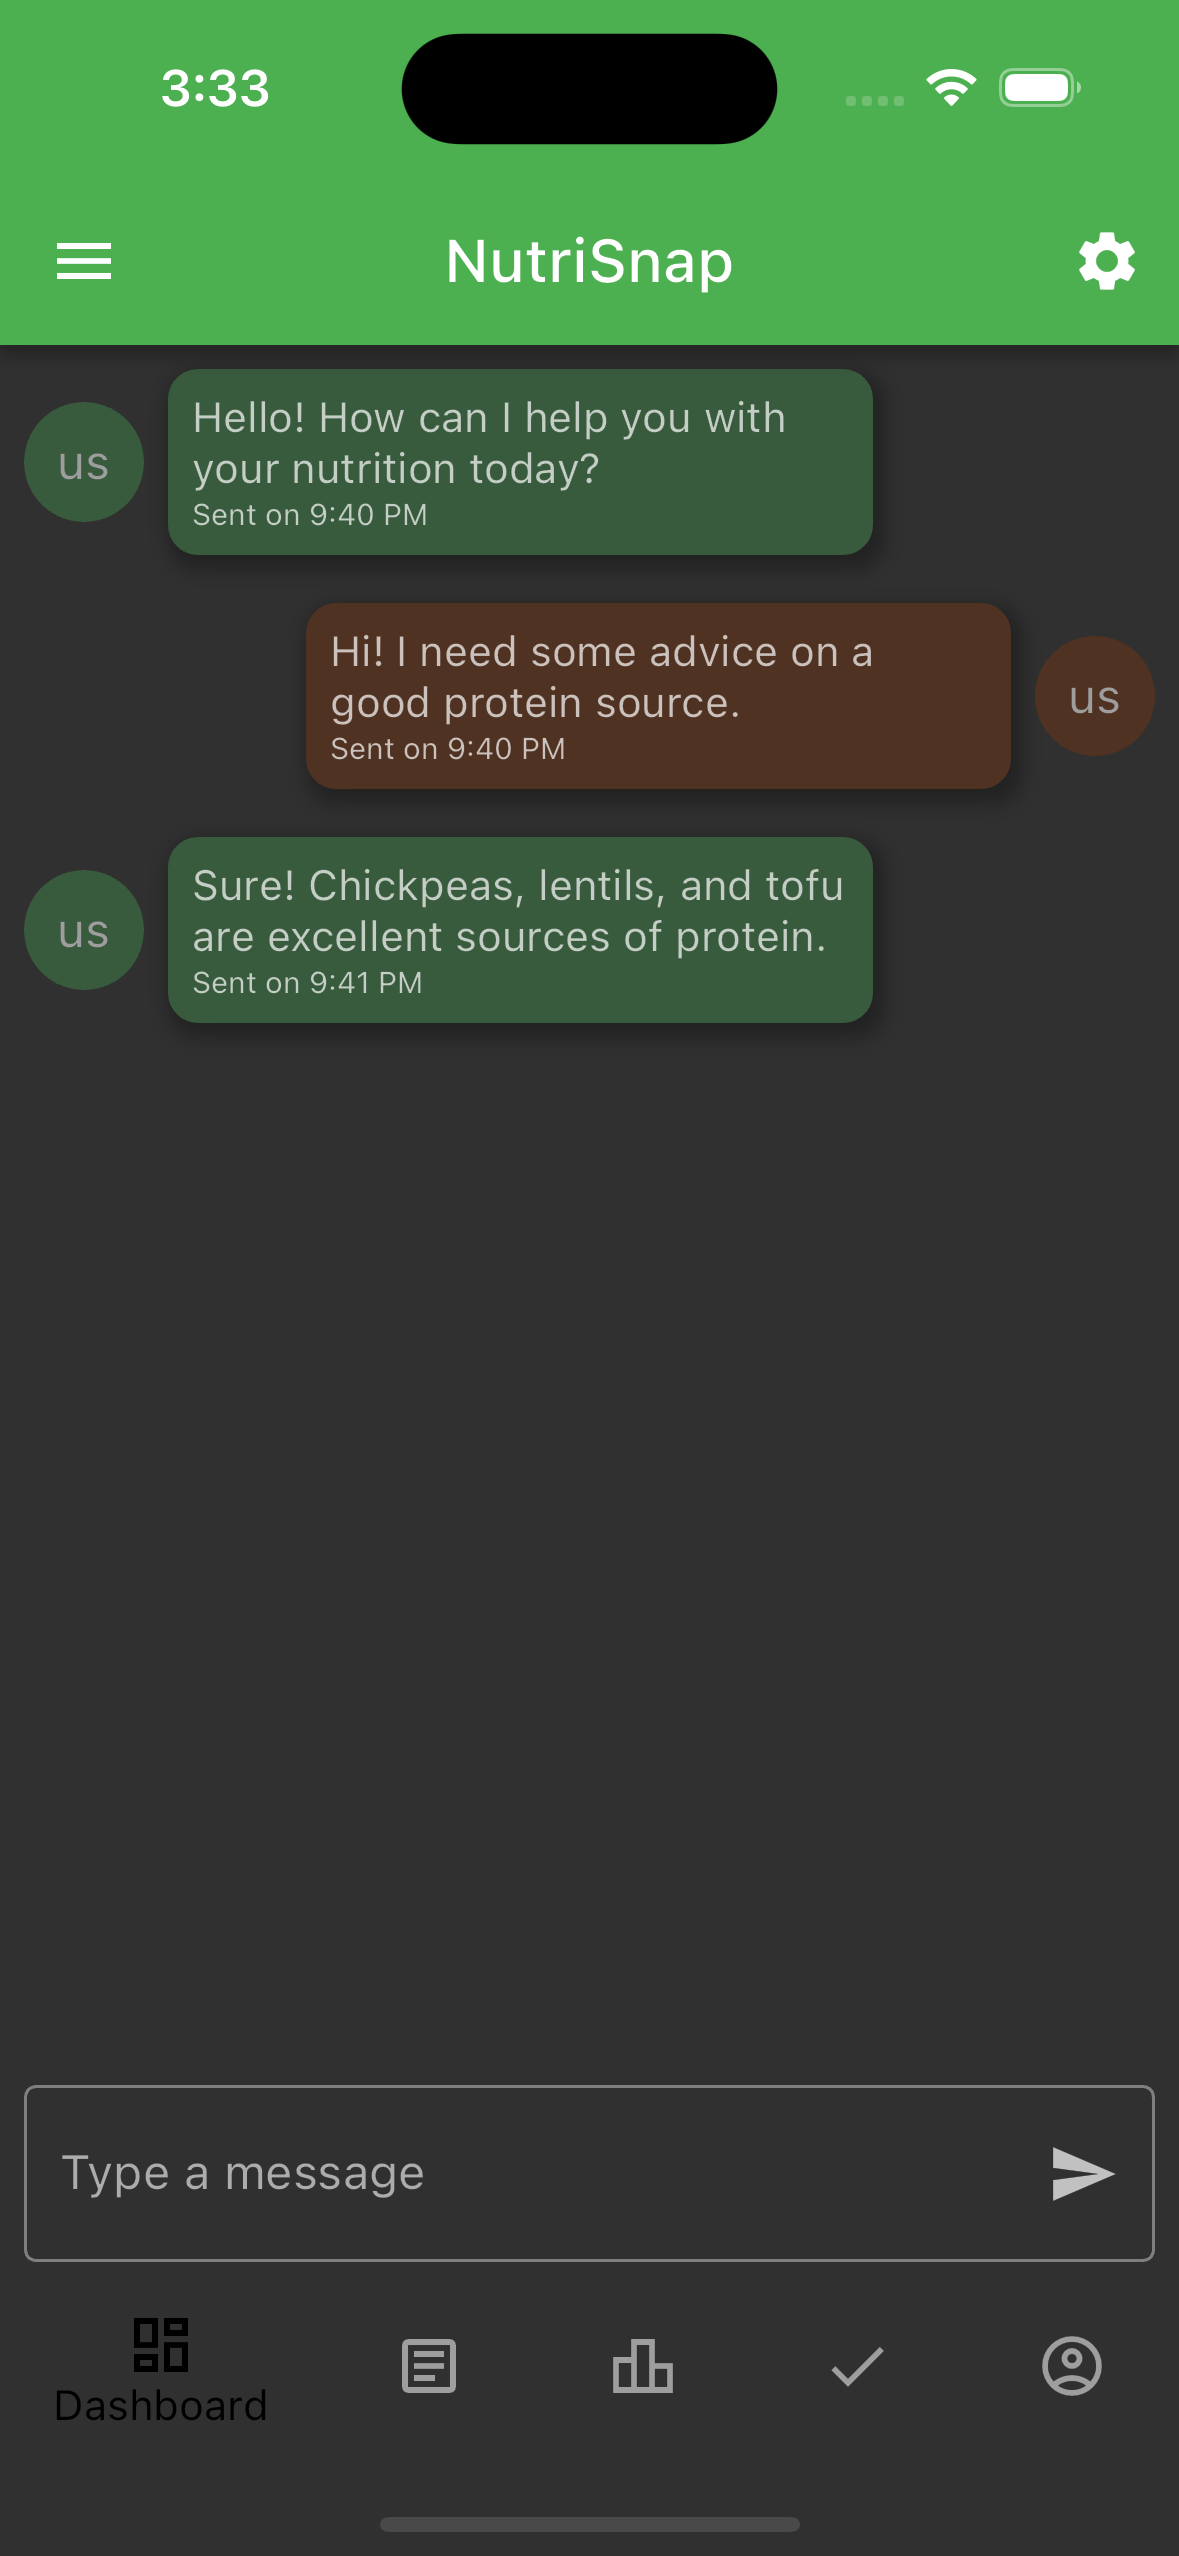 3:33
NutriSnap
us
Hello! How can I help you with
your nutrition today?
Sent on 9:40 PM
Hi! I need some advice on a
good protein source.
Sent on 9:40 PM
us
us
Sure! Chickpeas, lentils, and tofu
are excellent sources of protein.
Sent on 9:41 PM
Type a message
Dashboard